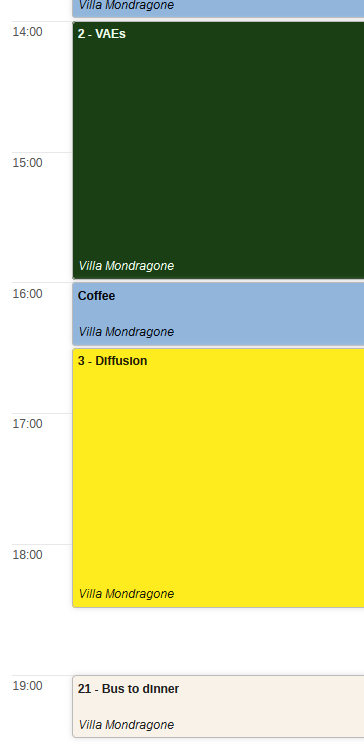 Villa Mondragone
14:00
2 - VAEs
15:00
Villa Mondragone
16:00
Coffee
Villa Mondragone
3 - Diffusion
17:00
18:00
Villa Mondragone
19:00
21 - Bus to dinner
Villa Mondragone